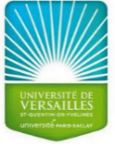 UNIVERSITÉ DE
VERSAILLES
ST-QUENTIN-EN-YVELINES
université PARIS-SACLAY